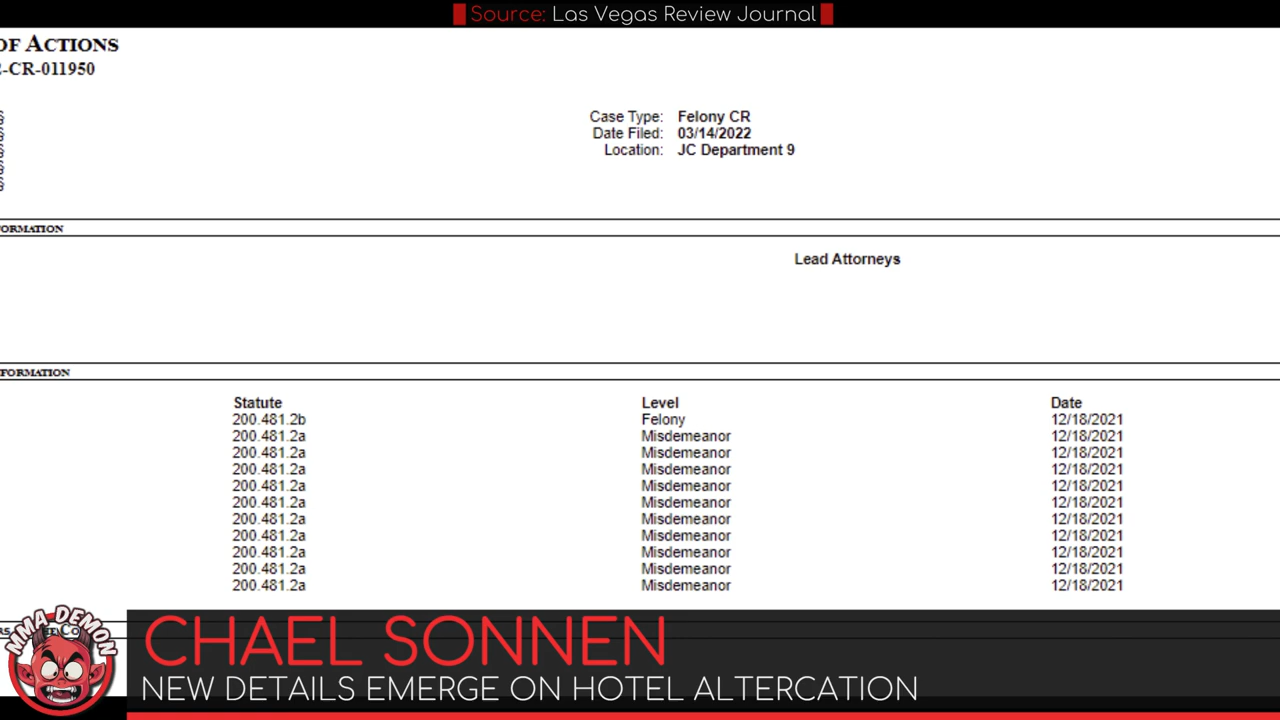 Source: Las Vegas Review Journal
OF ACTIONS
-CR-011950
Case Type: Felony CR
Date Filed: 03/14/2022
Location: JC Department 9
FORMATION
Lead Attorneys
FORMATION
Statute Level Date
200.481.2b Felony 12/18/2021
200.481.2a Misdemeanor 12/18/2021
200.481.2a Misdemeanor 12/18/2021
200.481.2a Misdemeanor 12/18/2021
200.481.2a Misdemeanor 12/18/2021
200.481.2a Misdemeanor 12/18/2021
200.481.2a Misdemeanor 12/18/2021
200.481.2a Misdemeanor 12/18/2021
200.481.2a Misdemeanor 12/18/2021
200.481.2a Misdemeanor 12/18/2021
200.481.2a Misdemeanor 12/18/2021
MMA DEMON
CHAEL SONNEN
NEW DETAILS EMERGE ON HOTEL ALTERCATION